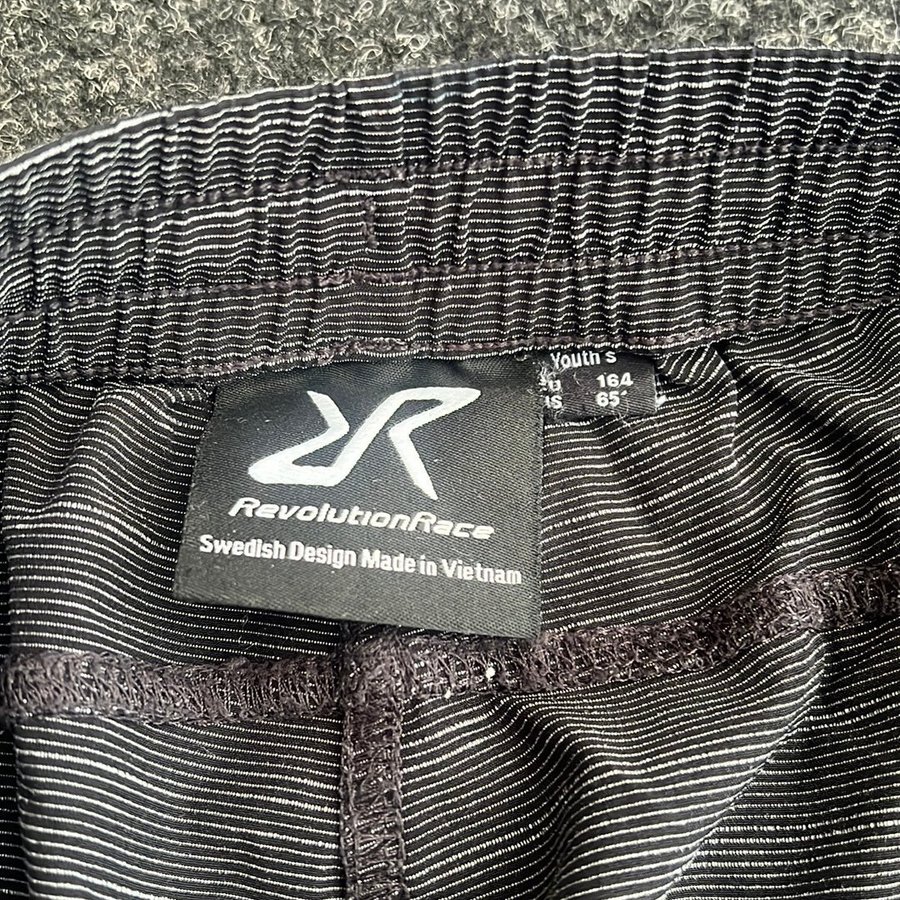 RevolutionRace
Swedish Design Made in Vietnam
Youth S
164
65"